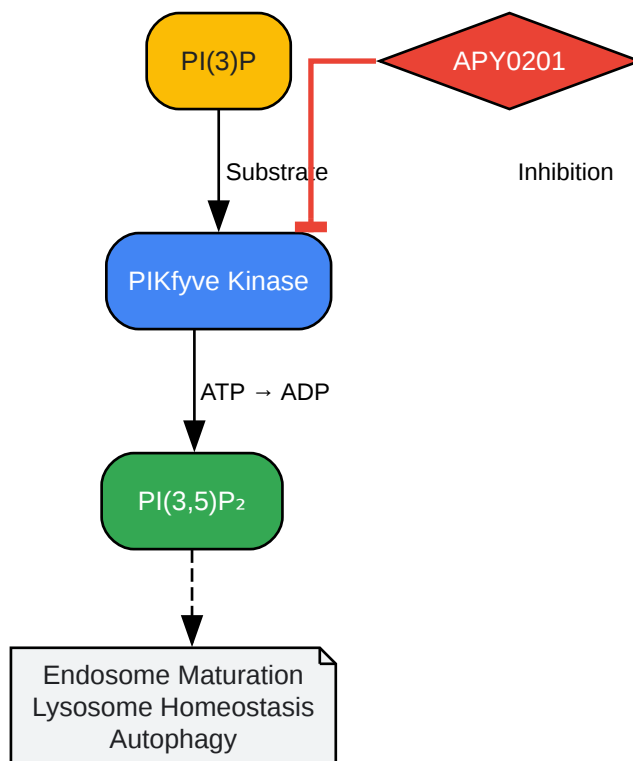 PI(3)P
APY0201
Substrate
Inhibition
PIKfyve Kinase
ATP → ADP
PI(3,5)P₂
Endosome Maturation
Lysosome Homeostasis
Autophagy